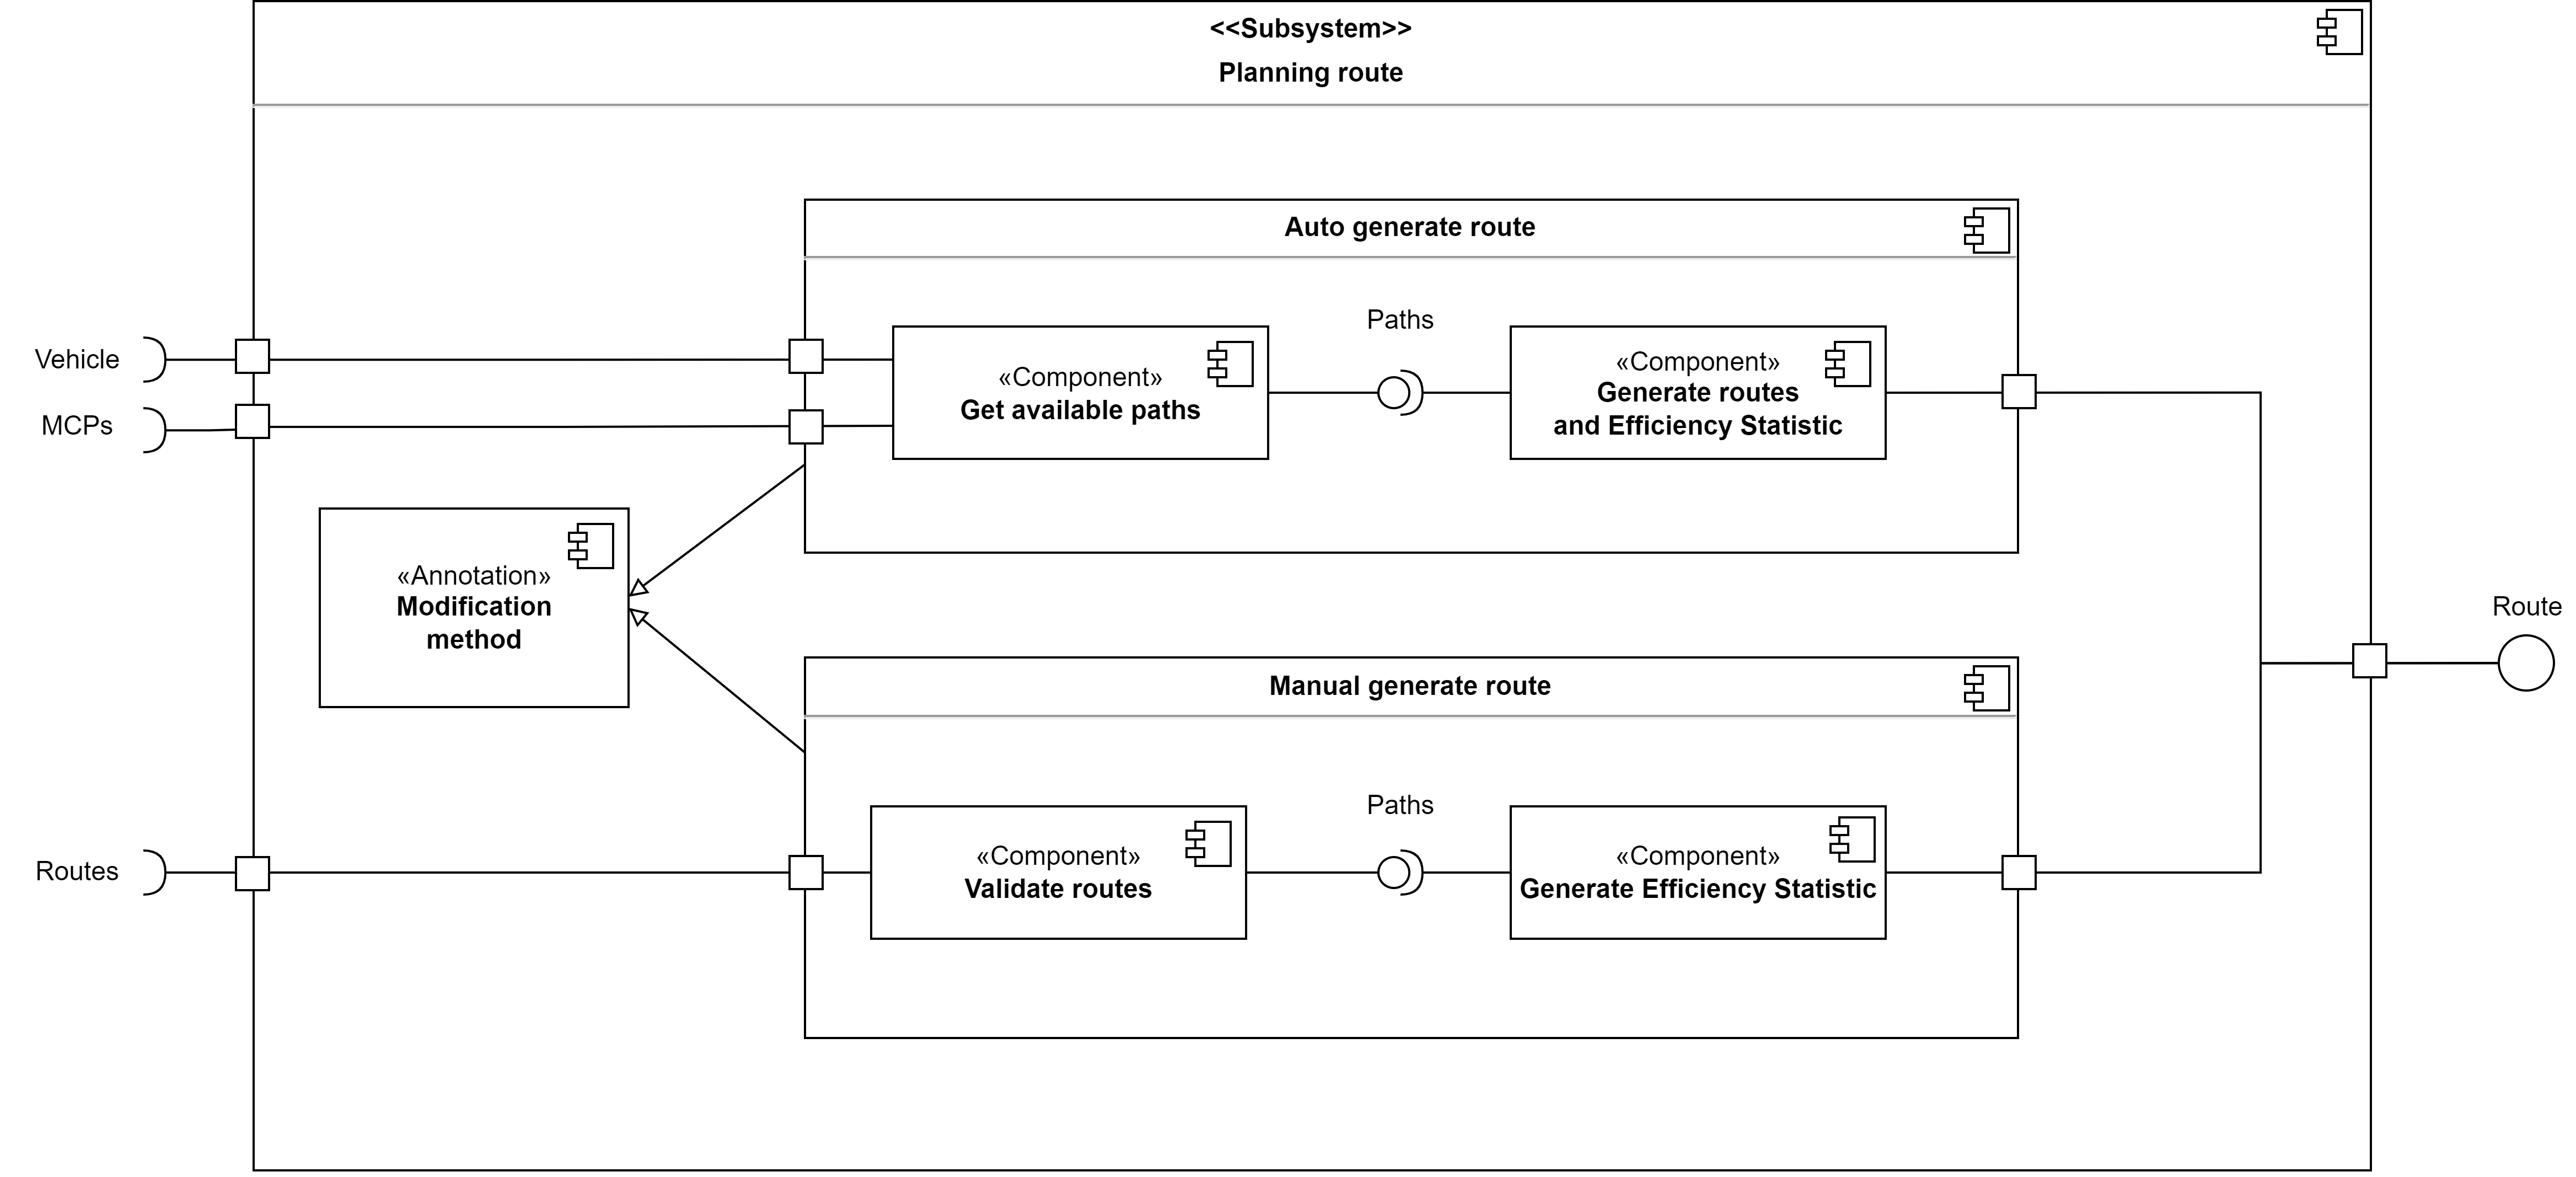 <<Subsystem>>
Planning route
Auto generate route
Paths
Vehicle
«Component»
Get available paths
«Component»
Generate routes
and Efficiency Statistic
MCPs
«Annotation»
Modification
method
Route
Manual generate route
Paths
Routes
«Component»
Validate routes
«Component»
Generate Efficiency Statistic